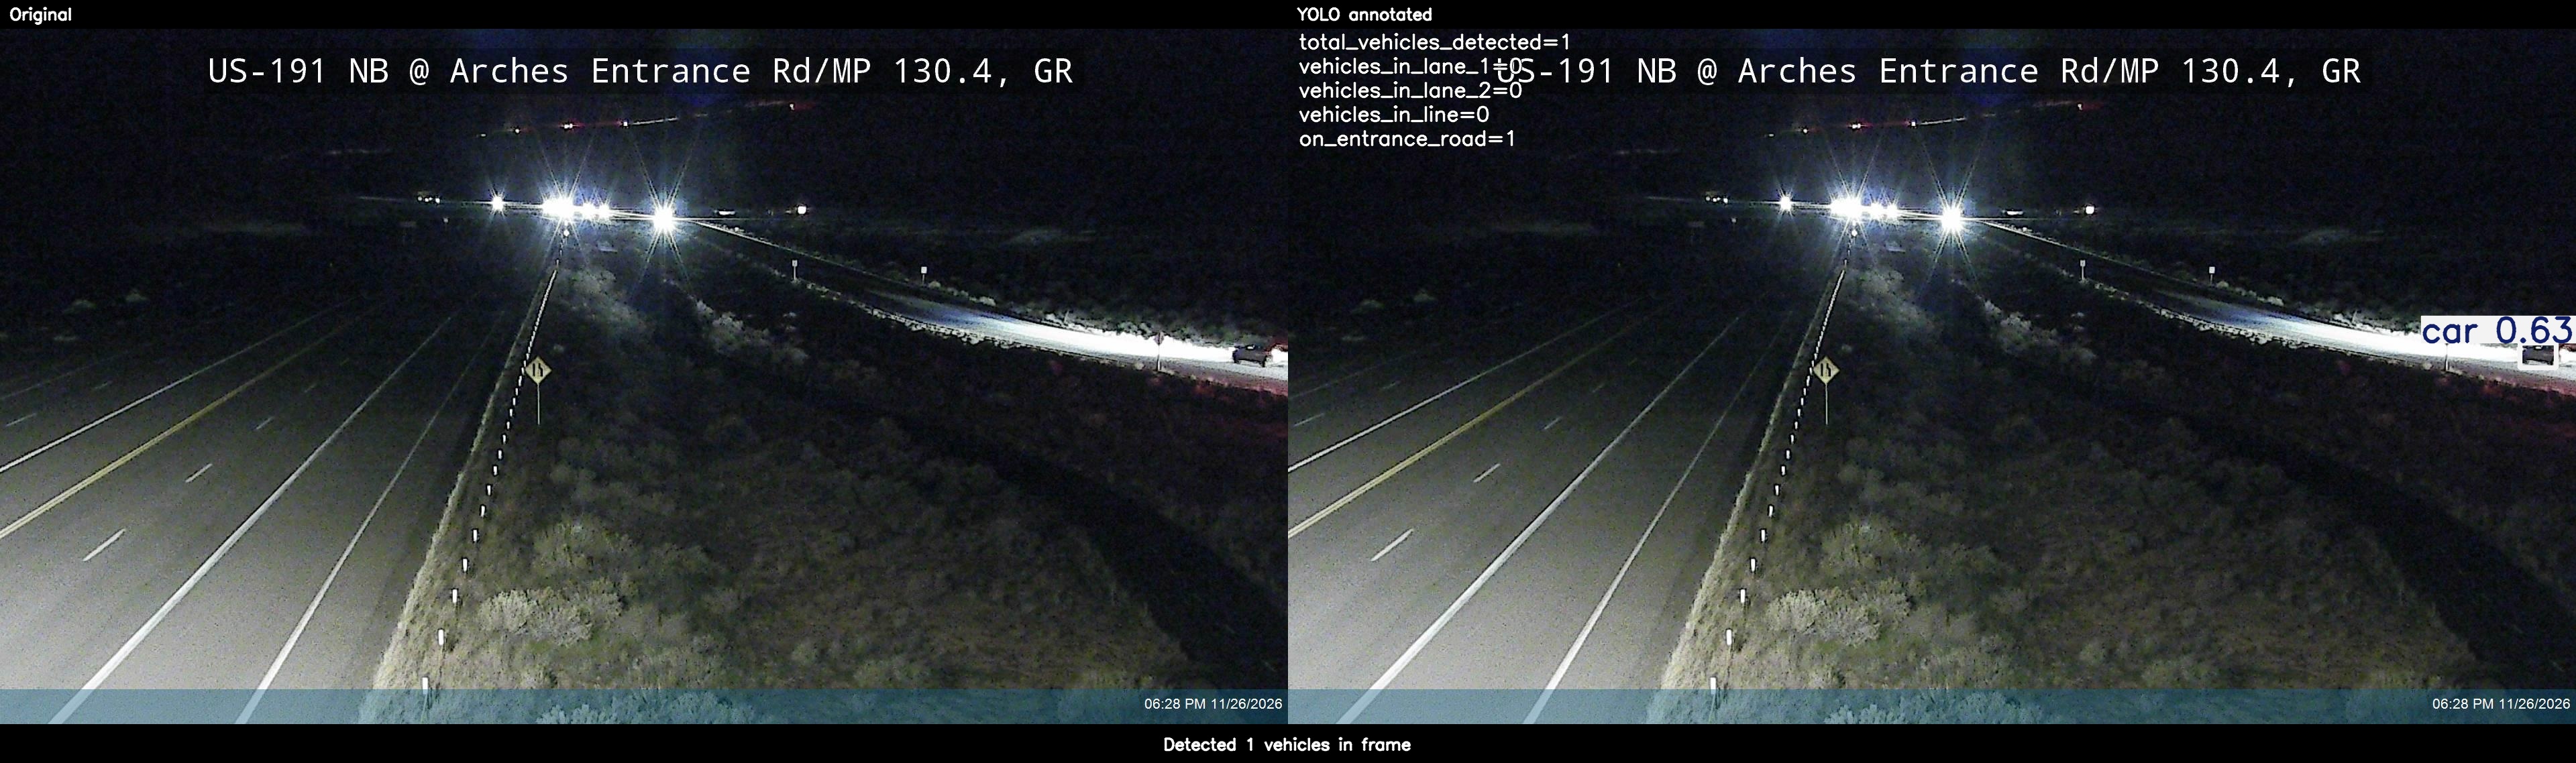 Original
US-191 NB @ Arches Entrance Rd/MP 130.4, GR
06:28 PM 11/26/2026
YOLO annotated
total_vehicles_detected=1
vehicles_in_lane_1=0
US-191 NB @ Arches Entrance Rd/MP 130.4, GR
vehicles_in_lane_2=0
vehicles_in_line=0
on_entrance_road=1
car 0.63
06:28 PM 11/26/2026
Detected 1 vehicles in frame